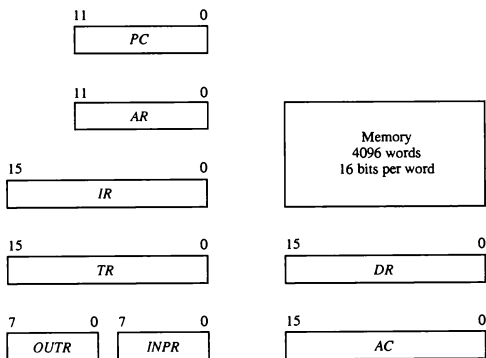 11 0
PC
11 0
AR
Memory
4096 words
16 bits per word
15 0
IR
15 0
TR
15 0
DR
7 0
OUTR
7 0
INPR
15 0
AC